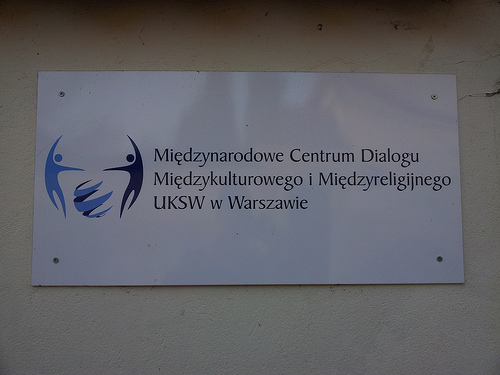 Międzynarodowe Centrum Dialogu
Międzykulturowego i Międzyreligijnego
UKSW w Warszawie